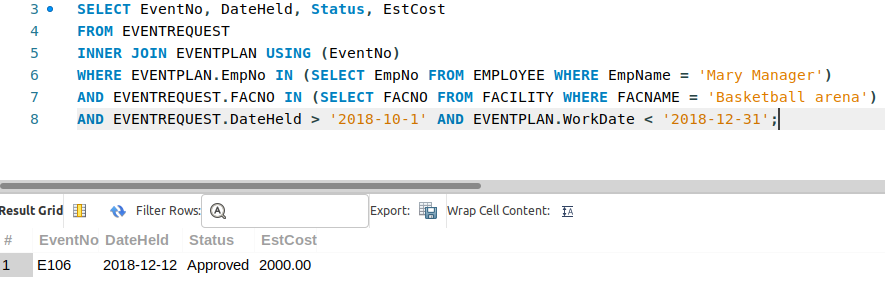 3 SELECT EventNo, DateHeld, Status, EstCost
4 FROM EVENTREQUEST
5 INNER JOIN EVENTPLAN USING (EventNo)
6 WHERE EVENTPLAN.EmpNo IN (SELECT EmpNo FROM EMPLOYEE WHERE EmpName = 'Mary Manager')
7 AND EVENTREQUEST.FACNO IN (SELECT FACNO FROM FACILITY WHERE FACNAME = 'Basketball arena')
8 AND EVENTREQUEST.DateHeld > '2018-10-1' AND EVENTPLAN.WorkDate < '2018-12-31';
Result Grid Filter Rows: Export: Wrap Cell Content:
# EventNo DateHeld Status EstCost
1 E106 2018-12-12 Approved 2000.00